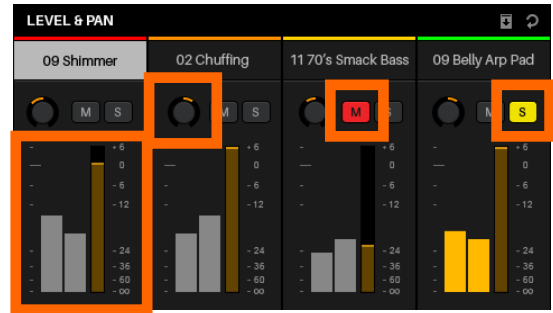 LEVEL & PAN
09 Shimmer 02 Chuffing 11 70's Smack Bass 09 Belly Arp Pad
M S M S M S M S
- + 6 - + 6 - + 6 - + 6
— 0 — 0 — 0 — 0
- - 6 - - 6 - - 6 - - 6
- - 12 - - 12 - - 12 - - 12
- - 24 - - 24 - - 24 - - 24
- - 36 - - 36 - - 36 - - 36
- - 60 - - 60 - - 60 - - 60
- - ∞ - - ∞ - - ∞ - - ∞